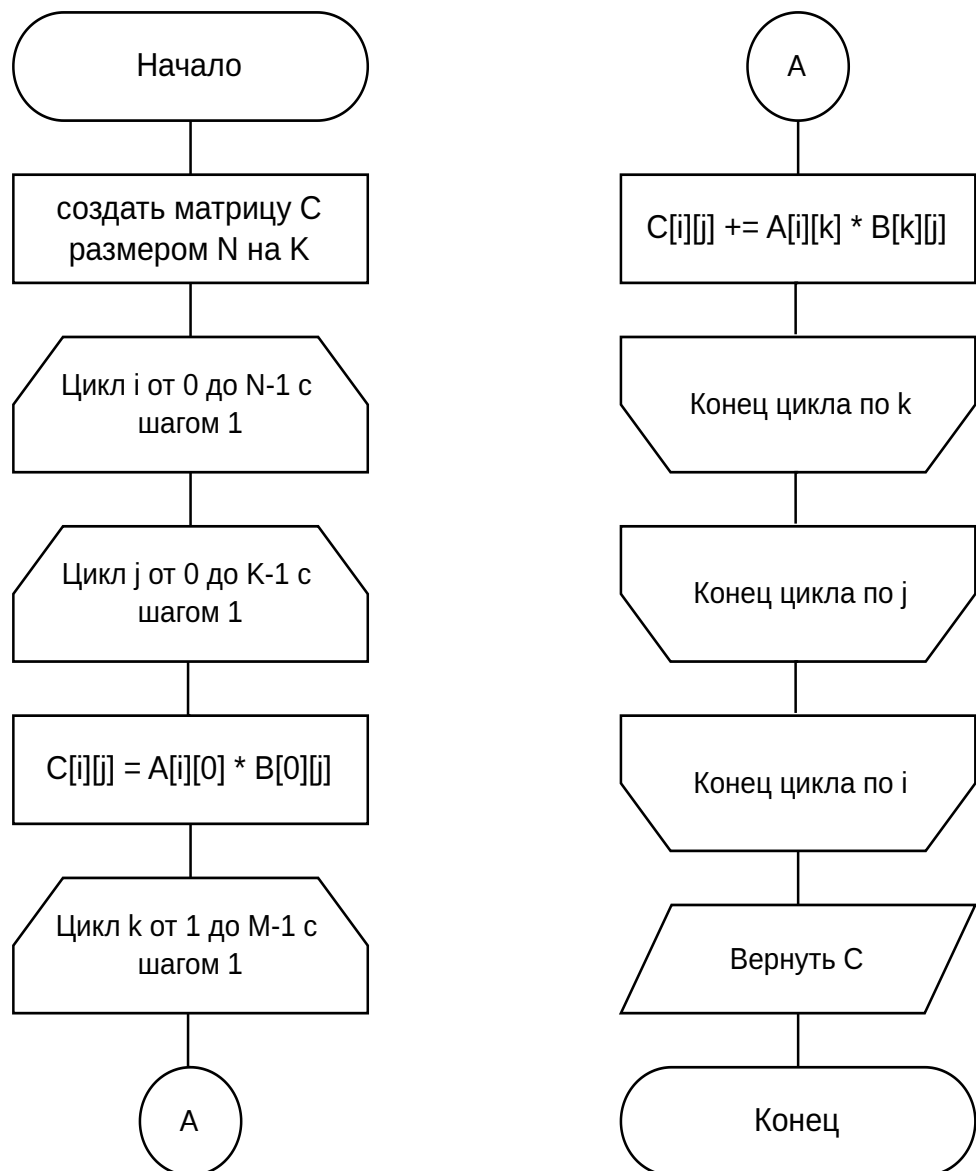 Начало
создать матрицу C
размером N на K
Цикл i от 0 до N-1 с
шагом 1
Цикл j от 0 до K-1 с
шагом 1
C[i][j] = A[i][0] * B[0][j]
Цикл k от 1 до M-1 с
шагом 1
A
A
C[i][j] += A[i][k] * B[k][j]
Конец цикла по k
Конец цикла по j
Конец цикла по i
Вернуть C
Конец